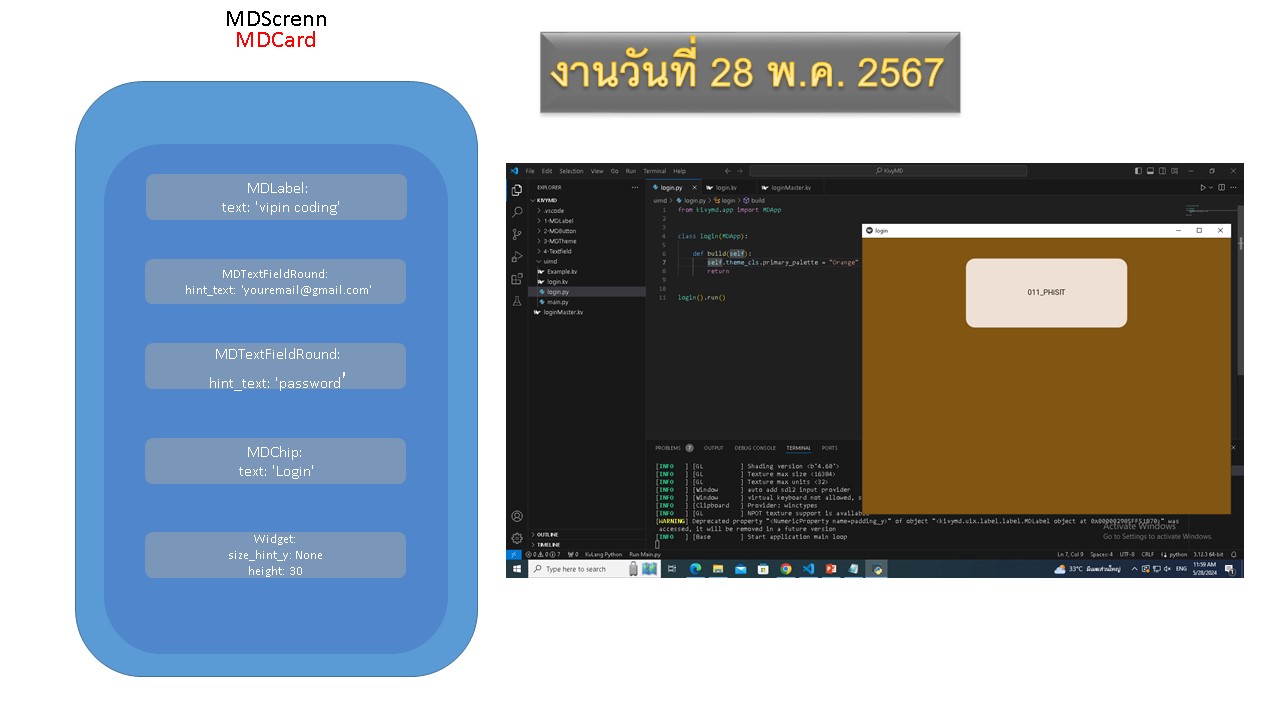 MDScrenn
MDCard
งานวันที่ 28 พ.ค. 2567
MDLabel:
text: 'vipin coding'
MDTextFieldRound:
hint_text: 'youremail@gmail.com'
MDTextFieldRound:
hint_text: 'password'
MDChip:
text: 'Login'
Widget:
size_hint_y: None
height: 30
File Edit Selection View Go Run Terminal Help
KivyMD
EXPLORER
KIVYMD
.vscode
1-MDLabel
2-MDButton
3-MDTheme
4-Textfield
uimd
Example.kv
login.kv
login.py
main.py
loginMaster.kv
OUTLINE
TIMELINE
login.py
login.kv
loginMaster.kv
uimd > login.py > login > build
1 from kivymd.app import MDApp
2
3
4 class login(MDApp):
5
6 def build(self):
7 self.theme_cls.primary_palette = "Orange"
8 return
9
10
11 login().run()
login
011_PHiSIT
PROBLEMS 7 OUTPUT DEBUG CONSOLE TERMINAL PORTS
[INFO ] [GL ] Shading version <b'4.60'>
[INFO ] [GL ] Texture max size <16384>
[INFO ] [GL ] Texture max units <32>
[INFO ] [Window ] auto add sdl2 input provider
[INFO ] [Window ] virtual keyboard not allowed, s
[INFO ] [Clipboard ] Provider: winctypes
[INFO ] [GL ] NPOT texture support is available
[WARNING] Deprecated property "<NumericProperty name=padding_y>" of object "<kivymd.uix.label.label.MDLabel object at 0x000002985FF51B70>" was
accessed, it will be removed in a future version
[INFO ] [Base ] Start application main loop
Activate Windows
Go to Settings to activate Windows.
0 0 7 0 KvLang Python Run Main.py
Ln 7, Col 9 Spaces: 4 UTF-8 CRLF python 3.12.3 64-bit
Type here to search
33°C มีแดดส่วนใหญ่
ENG
11:59 AM
5/28/2024